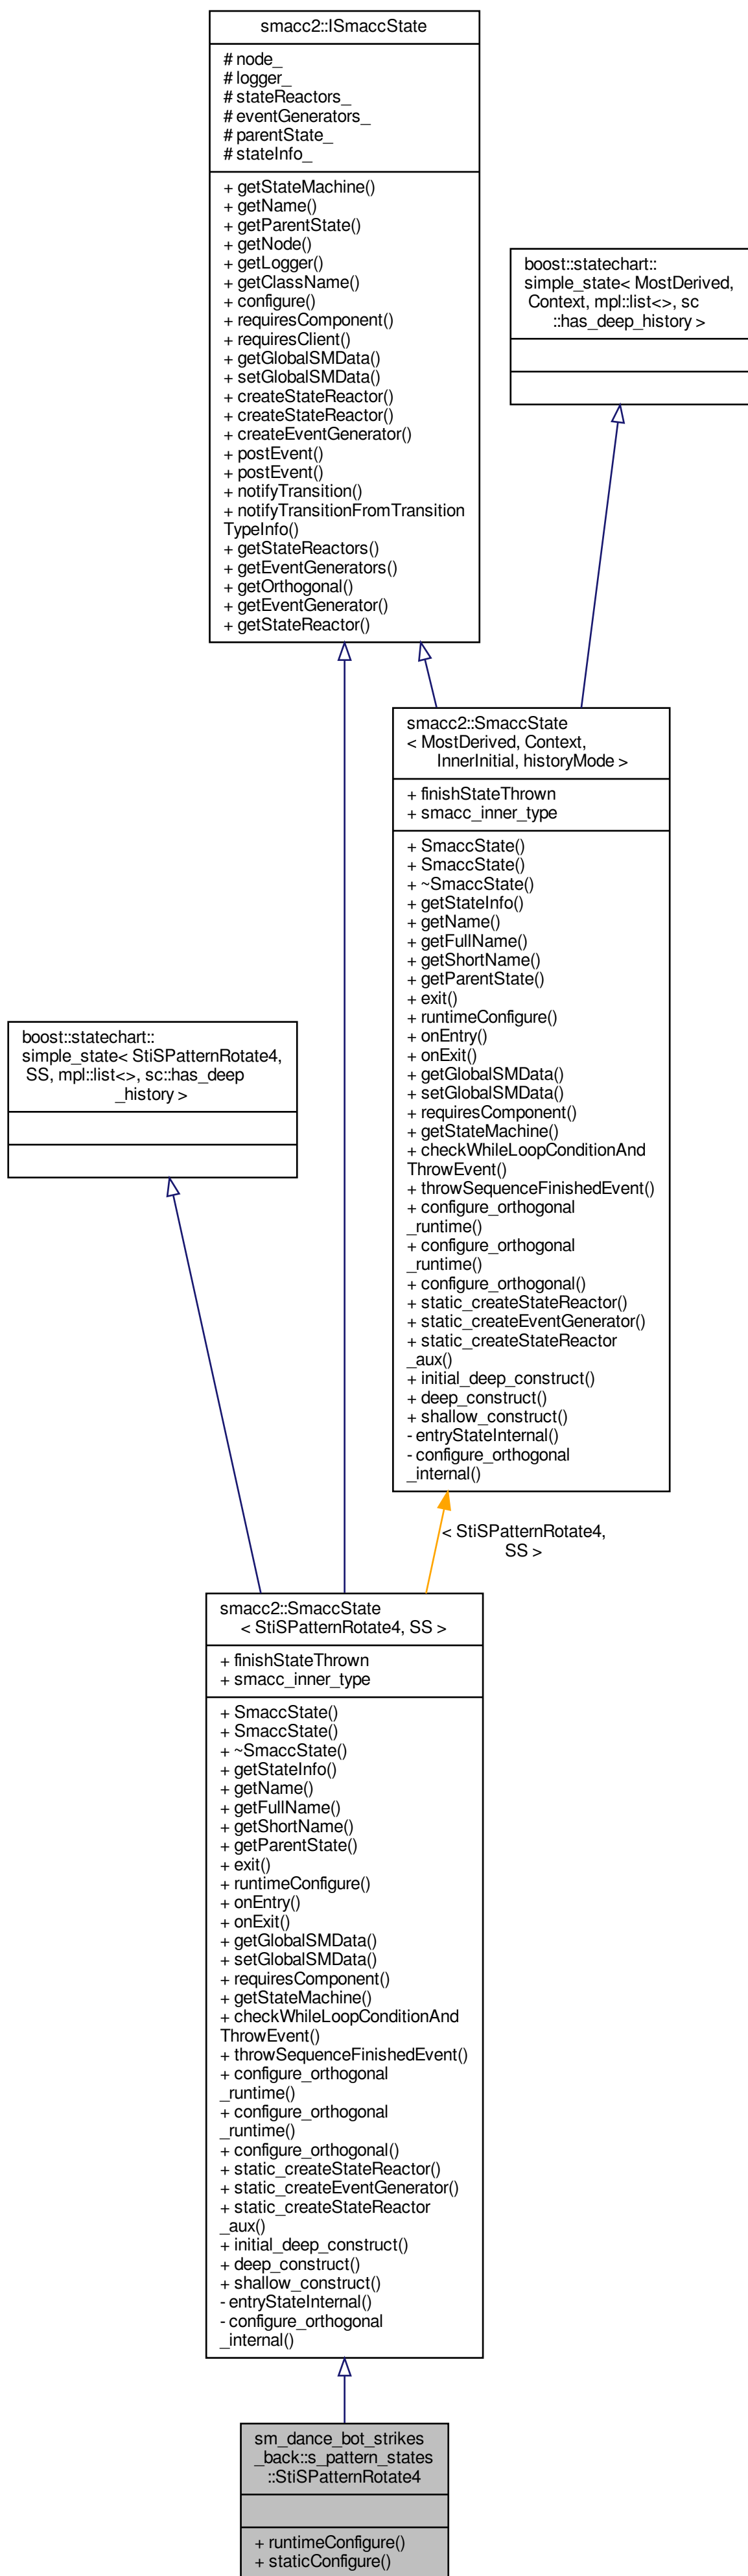 smacc2::ISmaccState
# node_
# logger_
# stateReactors_
# eventGenerators_
# parentState_
# stateInfo_
+ getStateMachine()
+ getName()
+ getParentState()
+ getNode()
+ getLogger()
+ getClassName()
+ configure()
+ requiresComponent()
+ requiresClient()
+ getGlobalSMData()
+ setGlobalSMData()
+ createStateReactor()
+ createStateReactor()
+ createEventGenerator()
+ postEvent()
+ postEvent()
+ notifyTransition()
+ notifyTransitionFromTransition
TypeInfo()
+ getStateReactors()
+ getEventGenerators()
+ getOrthogonal()
+ getEventGenerator()
+ getStateReactor()
boost::statechart::
simple_state< MostDerived,
Context, mpl::list<>, sc
::has_deep_history >
smacc2::SmaccState
< MostDerived, Context,
InnerInitial, historyMode >
+ finishStateThrown
+ smacc_inner_type
+ SmaccState()
+ SmaccState()
+ ~SmaccState()
+ getStateInfo()
+ getName()
+ getFullName()
+ getShortName()
+ getParentState()
+ exit()
+ runtimeConfigure()
+ onEntry()
+ onExit()
+ getGlobalSMData()
+ setGlobalSMData()
+ requiresComponent()
+ getStateMachine()
+ checkWhileLoopConditionAnd
ThrowEvent()
+ throwSequenceFinishedEvent()
+ configure_orthogonal
_runtime()
+ configure_orthogonal
_runtime()
+ configure_orthogonal()
+ static_createStateReactor()
+ static_createEventGenerator()
+ static_createStateReactor
_aux()
+ initial_deep_construct()
+ deep_construct()
+ shallow_construct()
- entryStateInternal()
- configure_orthogonal
_internal()
boost::statechart::
simple_state< StiSPatternRotate4,
SS, mpl::list<>, sc::has_deep
_history >
< StiSPatternRotate4,
SS >
smacc2::SmaccState
< StiSPatternRotate4, SS >
+ finishStateThrown
+ smacc_inner_type
+ SmaccState()
+ SmaccState()
+ ~SmaccState()
+ getStateInfo()
+ getName()
+ getFullName()
+ getShortName()
+ getParentState()
+ exit()
+ runtimeConfigure()
+ onEntry()
+ onExit()
+ getGlobalSMData()
+ setGlobalSMData()
+ requiresComponent()
+ getStateMachine()
+ checkWhileLoopConditionAnd
ThrowEvent()
+ throwSequenceFinishedEvent()
+ configure_orthogonal
_runtime()
+ configure_orthogonal
_runtime()
+ configure_orthogonal()
+ static_createStateReactor()
+ static_createEventGenerator()
+ static_createStateReactor
_aux()
+ initial_deep_construct()
+ deep_construct()
+ shallow_construct()
- entryStateInternal()
- configure_orthogonal
_internal()
sm_dance_bot_strikes
_back::s_pattern_states
::StiSPatternRotate4
+ runtimeConfigure()
+ staticConfigure()